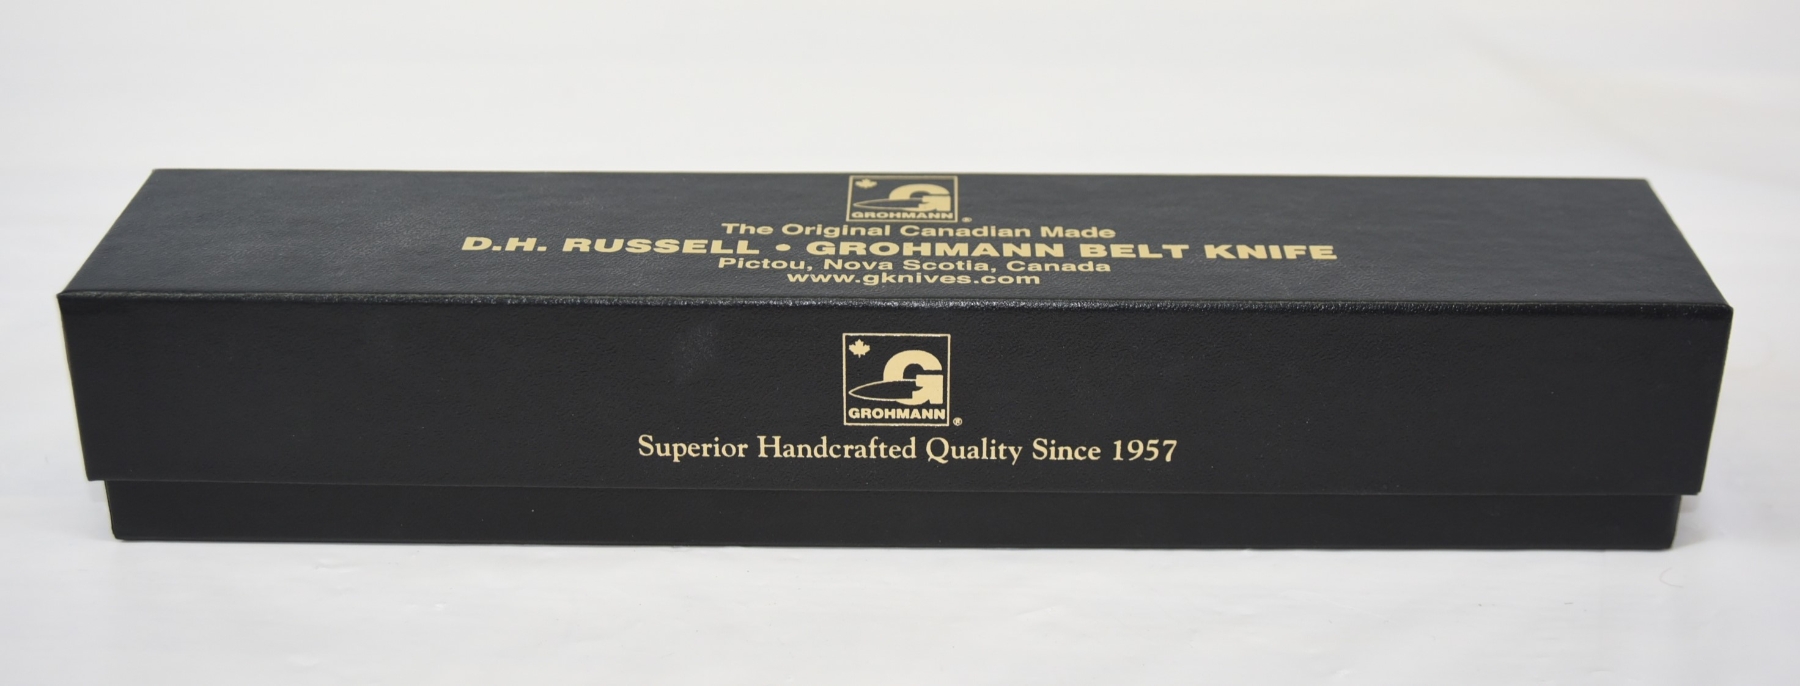 GROHMANN ®
The Original Canadian Made
D.H. RUSSELL • GROHMANN BELT KNIFE
Pictou, Nova Scotia, Canada
www.gknives.com
G
GROHMANN ®
Superior Handcrafted Quality Since 1957